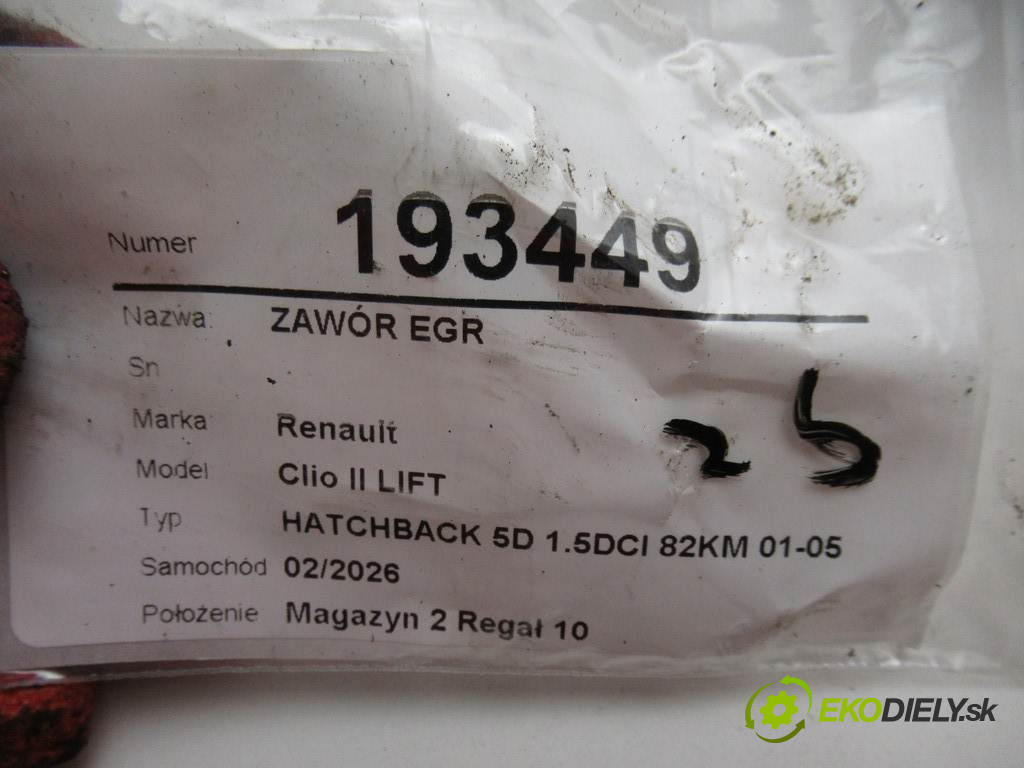 Numer 193449
Nazwa: ZAWÓR EGR
Sn
Marka Renault
Model Clio II LIFT
Typ HATCHBACK 5D 1.5DCI 82KM 01-05
Samochód 02/2026
Położenie Magazyn 2 Regał 10
EKODIELY.sk